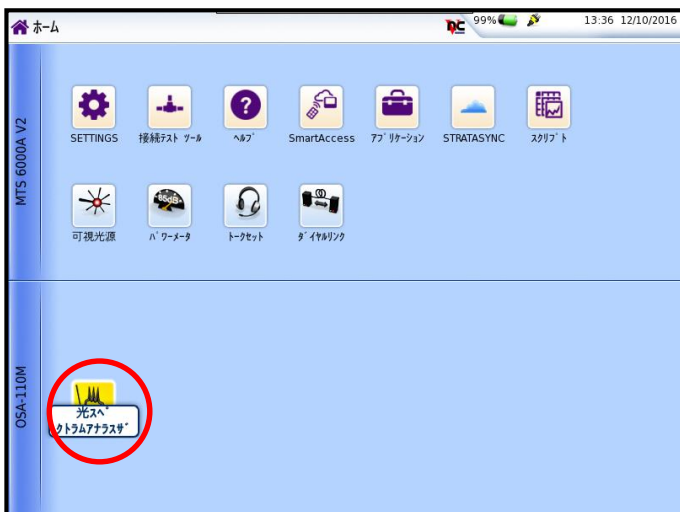 ホーム
DC
99%
13:36 12/10/2016
MTS 6000A V2
SETTINGS
接続テスト ツール
ヘルプ
SmartAccess
アプリケーション
STRATASYNC
スクリプト
可視光源
85dB
パワーメータ
トークセット
ダイヤルリンク
OSA-110M
光スペ
クトラムアナラスザ